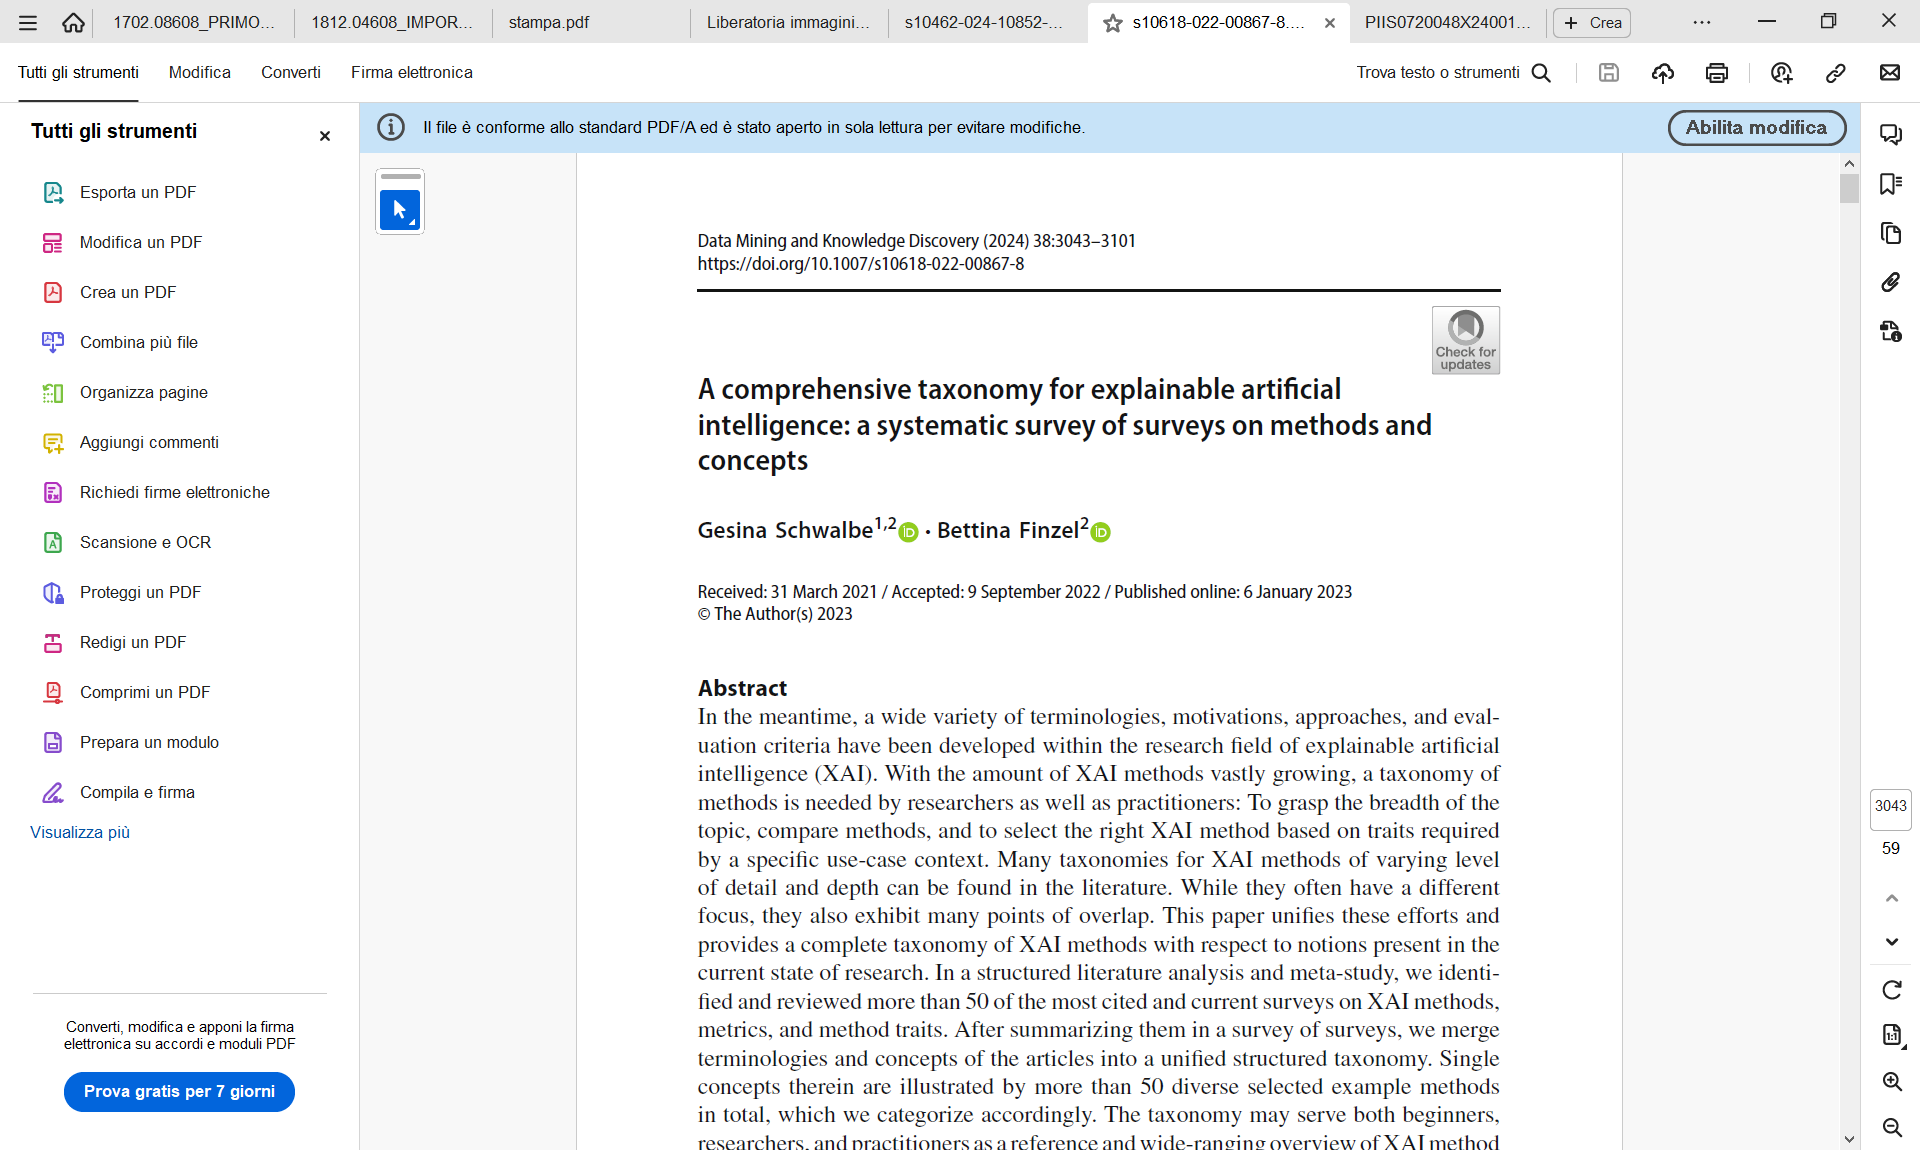 1702.08608_PRIMO...
1812.04608_IMPOR...
stampa.pdf
Liberatoria immagini...
s10462-024-10852-...
s10618-022-00867-8....
PIIS0720048X24001...
Crea
Tutti gli strumenti
Modifica
Converti
Firma elettronica
Trova testo o strumenti
Tutti gli strumenti
Esporta un PDF
Modifica un PDF
Crea un PDF
Combina più file
Organizza pagine
Aggiungi commenti
Richiedi firme elettroniche
Scansione e OCR
Proteggi un PDF
Redigi un PDF
Comprimi un PDF
Prepara un modulo
Compila e firma
Visualizza più
Converti, modifica e apponi la firma
elettronica su accordi e moduli PDF
Prova gratis per 7 giorni
Il file è conforme allo standard PDF/A ed è stato aperto in sola lettura per evitare modifiche.
Abilita modifica
Data Mining and Knowledge Discovery (2024) 38:3043–3101
https://doi.org/10.1007/s10618-022-00867-8
Check for
updates
A comprehensive taxonomy for explainable artificial
intelligence: a systematic survey of surveys on methods and
concepts
Gesina Schwalbe1,2 iD · Bettina Finzel2 iD
Received: 31 March 2021 / Accepted: 9 September 2022 / Published online: 6 January 2023
© The Author(s) 2023
Abstract
In the meantime, a wide variety of terminologies, motivations, approaches, and eval-
uation criteria have been developed within the research field of explainable artificial
intelligence (XAI). With the amount of XAI methods vastly growing, a taxonomy of
methods is needed by researchers as well as practitioners: To grasp the breadth of the
topic, compare methods, and to select the right XAI method based on traits required
by a specific use-case context. Many taxonomies for XAI methods of varying level
of detail and depth can be found in the literature. While they often have a different
focus, they also exhibit many points of overlap. This paper unifies these efforts and
provides a complete taxonomy of XAI methods with respect to notions present in the
current state of research. In a structured literature analysis and meta-study, we identi-
fied and reviewed more than 50 of the most cited and current surveys on XAI methods,
metrics, and method traits. After summarizing them in a survey of surveys, we merge
terminologies and concepts of the articles into a unified structured taxonomy. Single
concepts therein are illustrated by more than 50 diverse selected example methods
in total, which we categorize accordingly. The taxonomy may serve both beginners,
researchers, and practitioners as a reference and wide-ranging overview of XAI method
3043
59
1:1